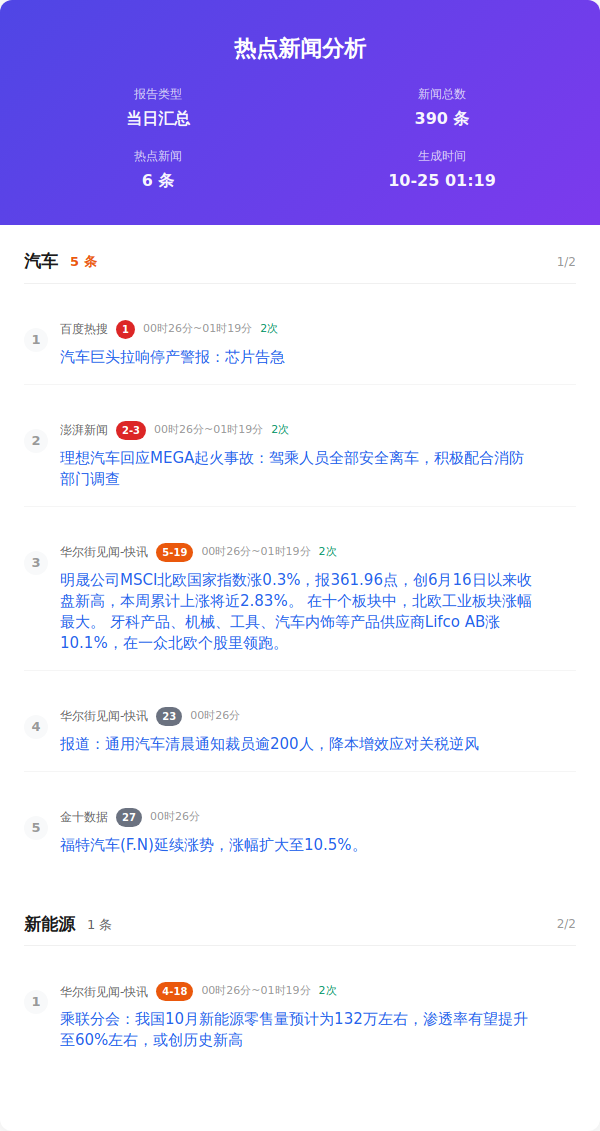 热点新闻分析
报告类型
当日汇总
新闻总数
390 条
热点新闻
6 条
生成时间
10-25 01:19
汽车 5 条 1/2
1
百度热搜 1 00时26分~01时19分 2次
汽车巨头拉响停产警报：芯片告急
2
澎湃新闻 2-3 00时26分~01时19分 2次
理想汽车回应MEGA起火事故：驾乘人员全部安全离车，积极配合消防
部门调查
3
华尔街见闻-快讯 5-19 00时26分~01时19分 2次
明晟公司MSCI北欧国家指数涨0.3%，报361.96点，创6月16日以来收
盘新高，本周累计上涨将近2.83%。 在十个板块中，北欧工业板块涨幅
最大。 牙科产品、机械、工具、汽车内饰等产品供应商Lifco AB涨
10.1%，在一众北欧个股里领跑。
4
华尔街见闻-快讯 23 00时26分
报道：通用汽车清晨通知裁员逾200人，降本增效应对关税逆风
5
金十数据 27 00时26分
福特汽车(F.N)延续涨势，涨幅扩大至10.5%。
新能源 1 条 2/2
1
华尔街见闻-快讯 4-18 00时26分~01时19分 2次
乘联分会：我国10月新能源零售量预计为132万左右，渗透率有望提升
至60%左右，或创历史新高